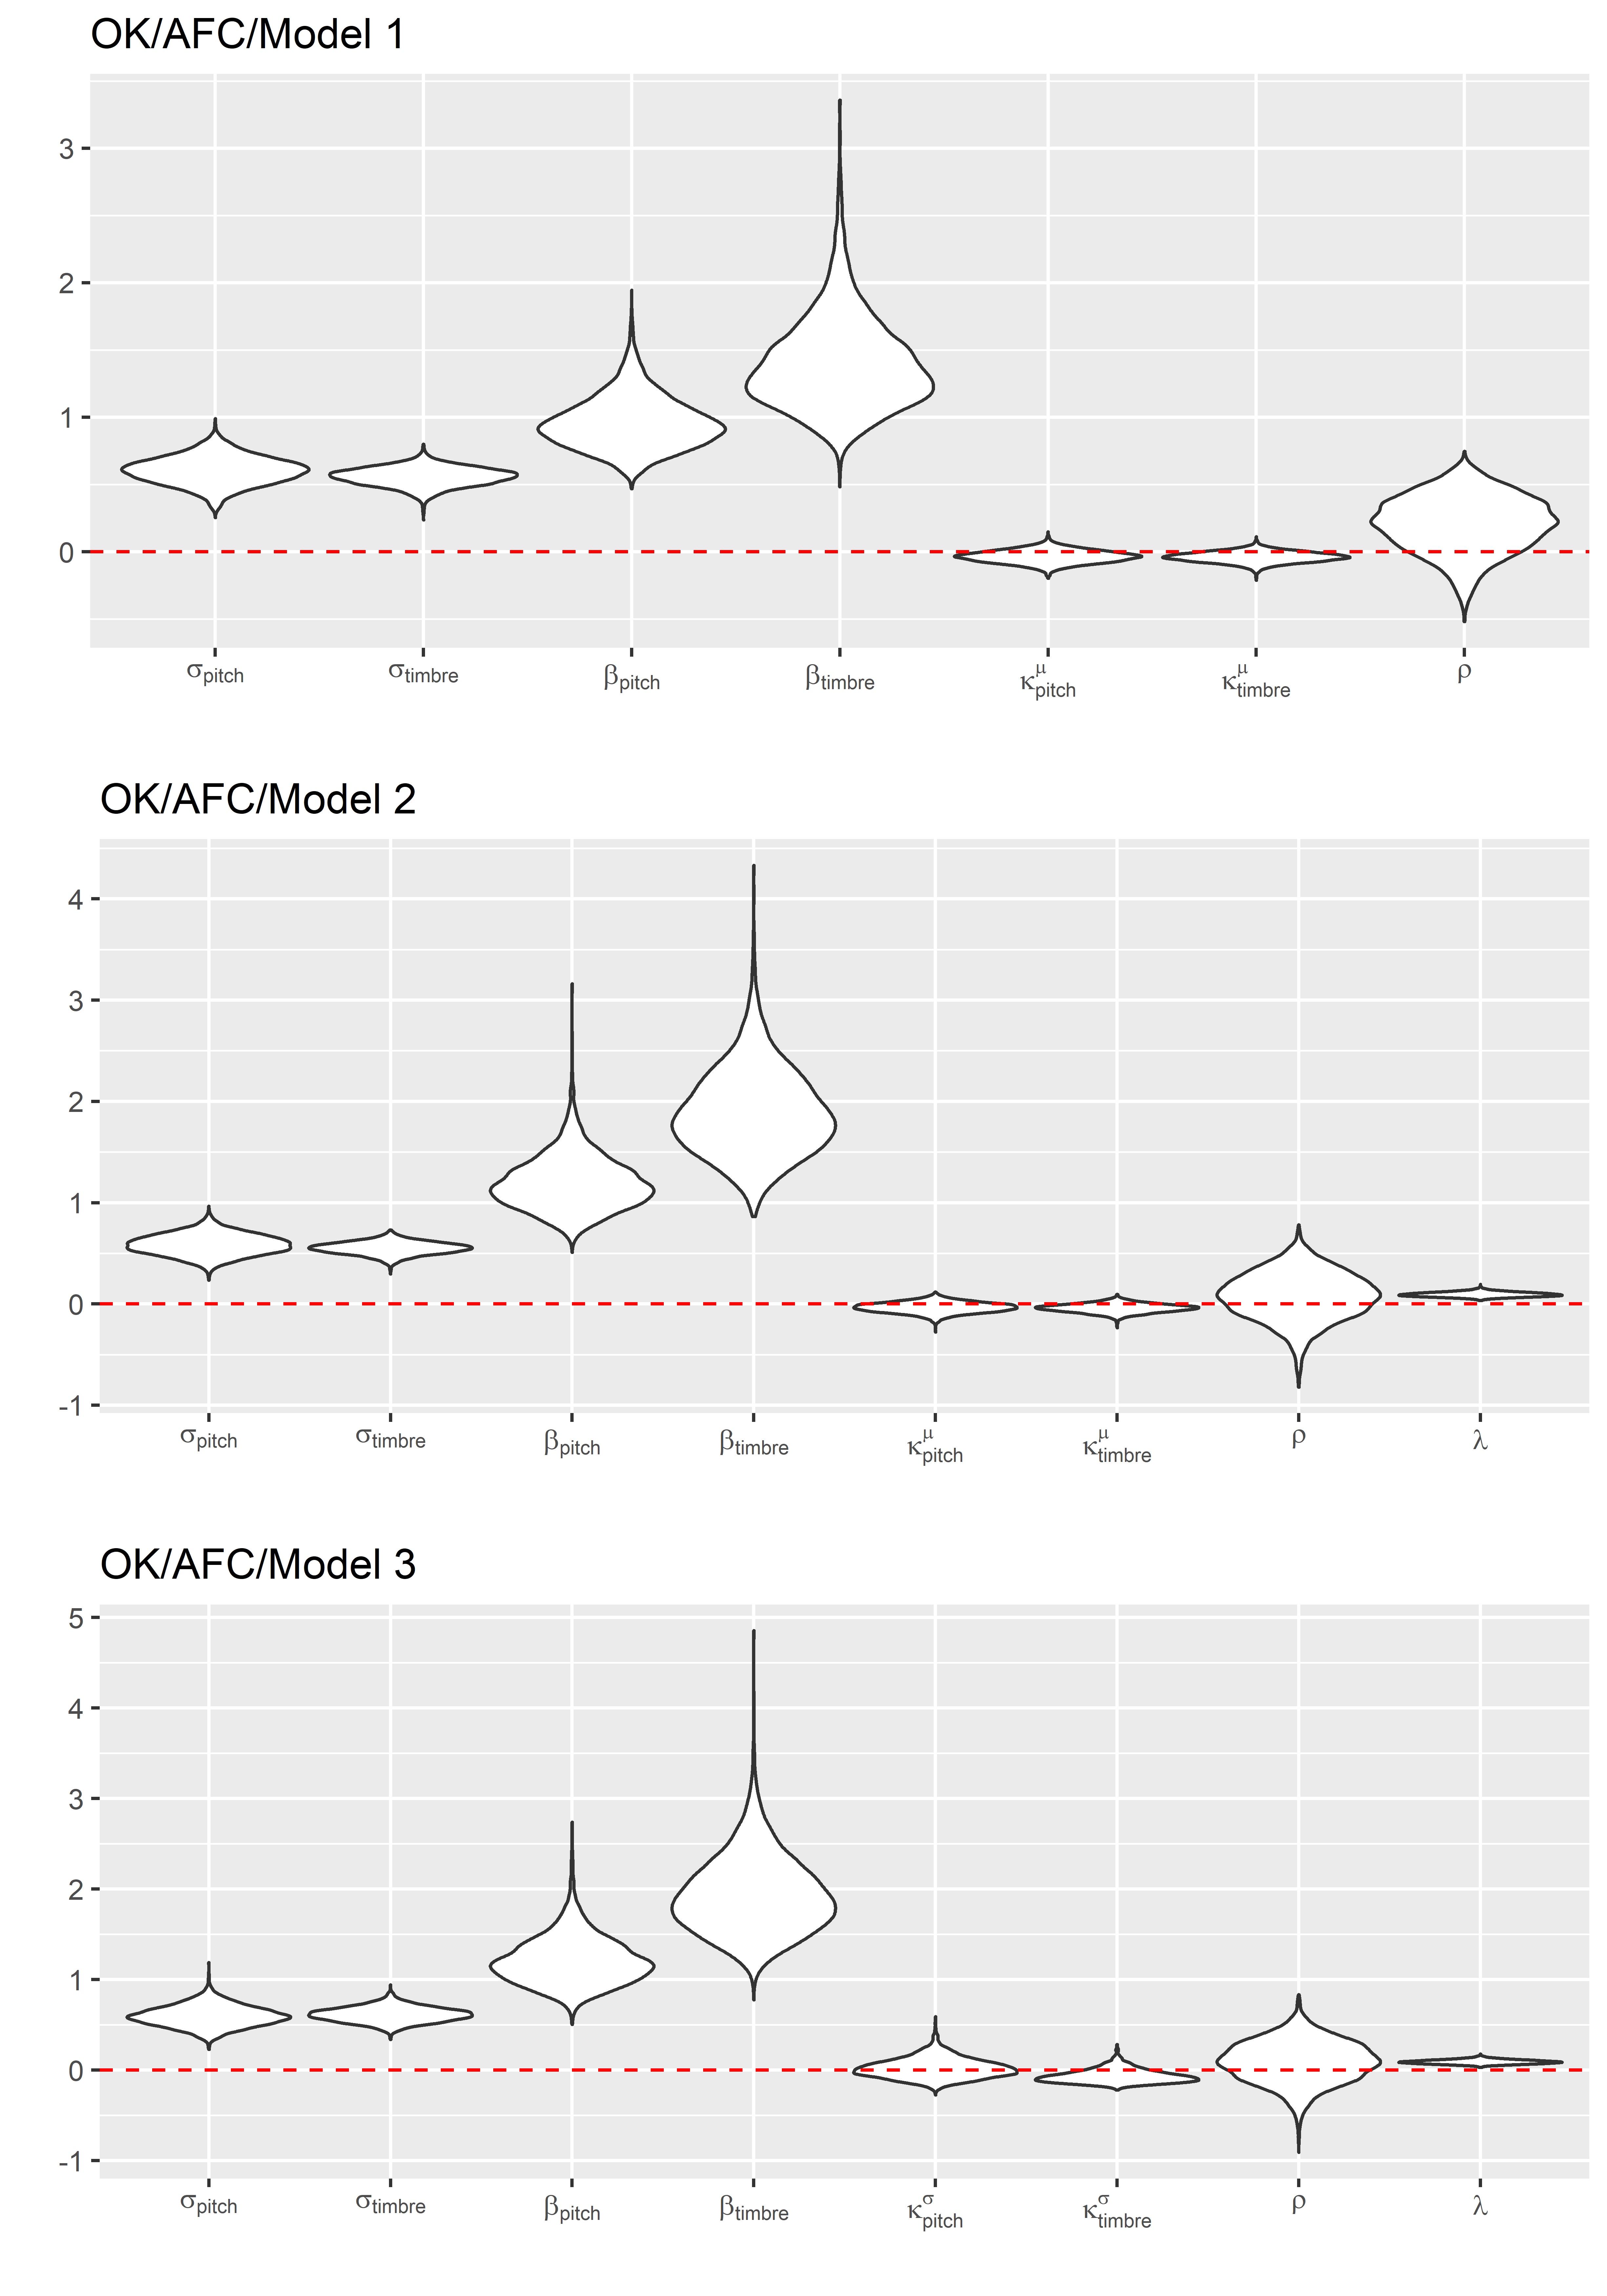 OK/AFC/Model 1
3
2
1
0
σpitch σtimbre βpitch βtimbre κμpitch κμtimbre ρ
OK/AFC/Model 2
4
3
2
1
0
-1
σpitch σtimbre βpitch βtimbre κμpitch κμtimbre ρ λ
OK/AFC/Model 3
5
4
3
2
1
0
-1
σpitch σtimbre βpitch βtimbre κσpitch κσtimbre ρ λ